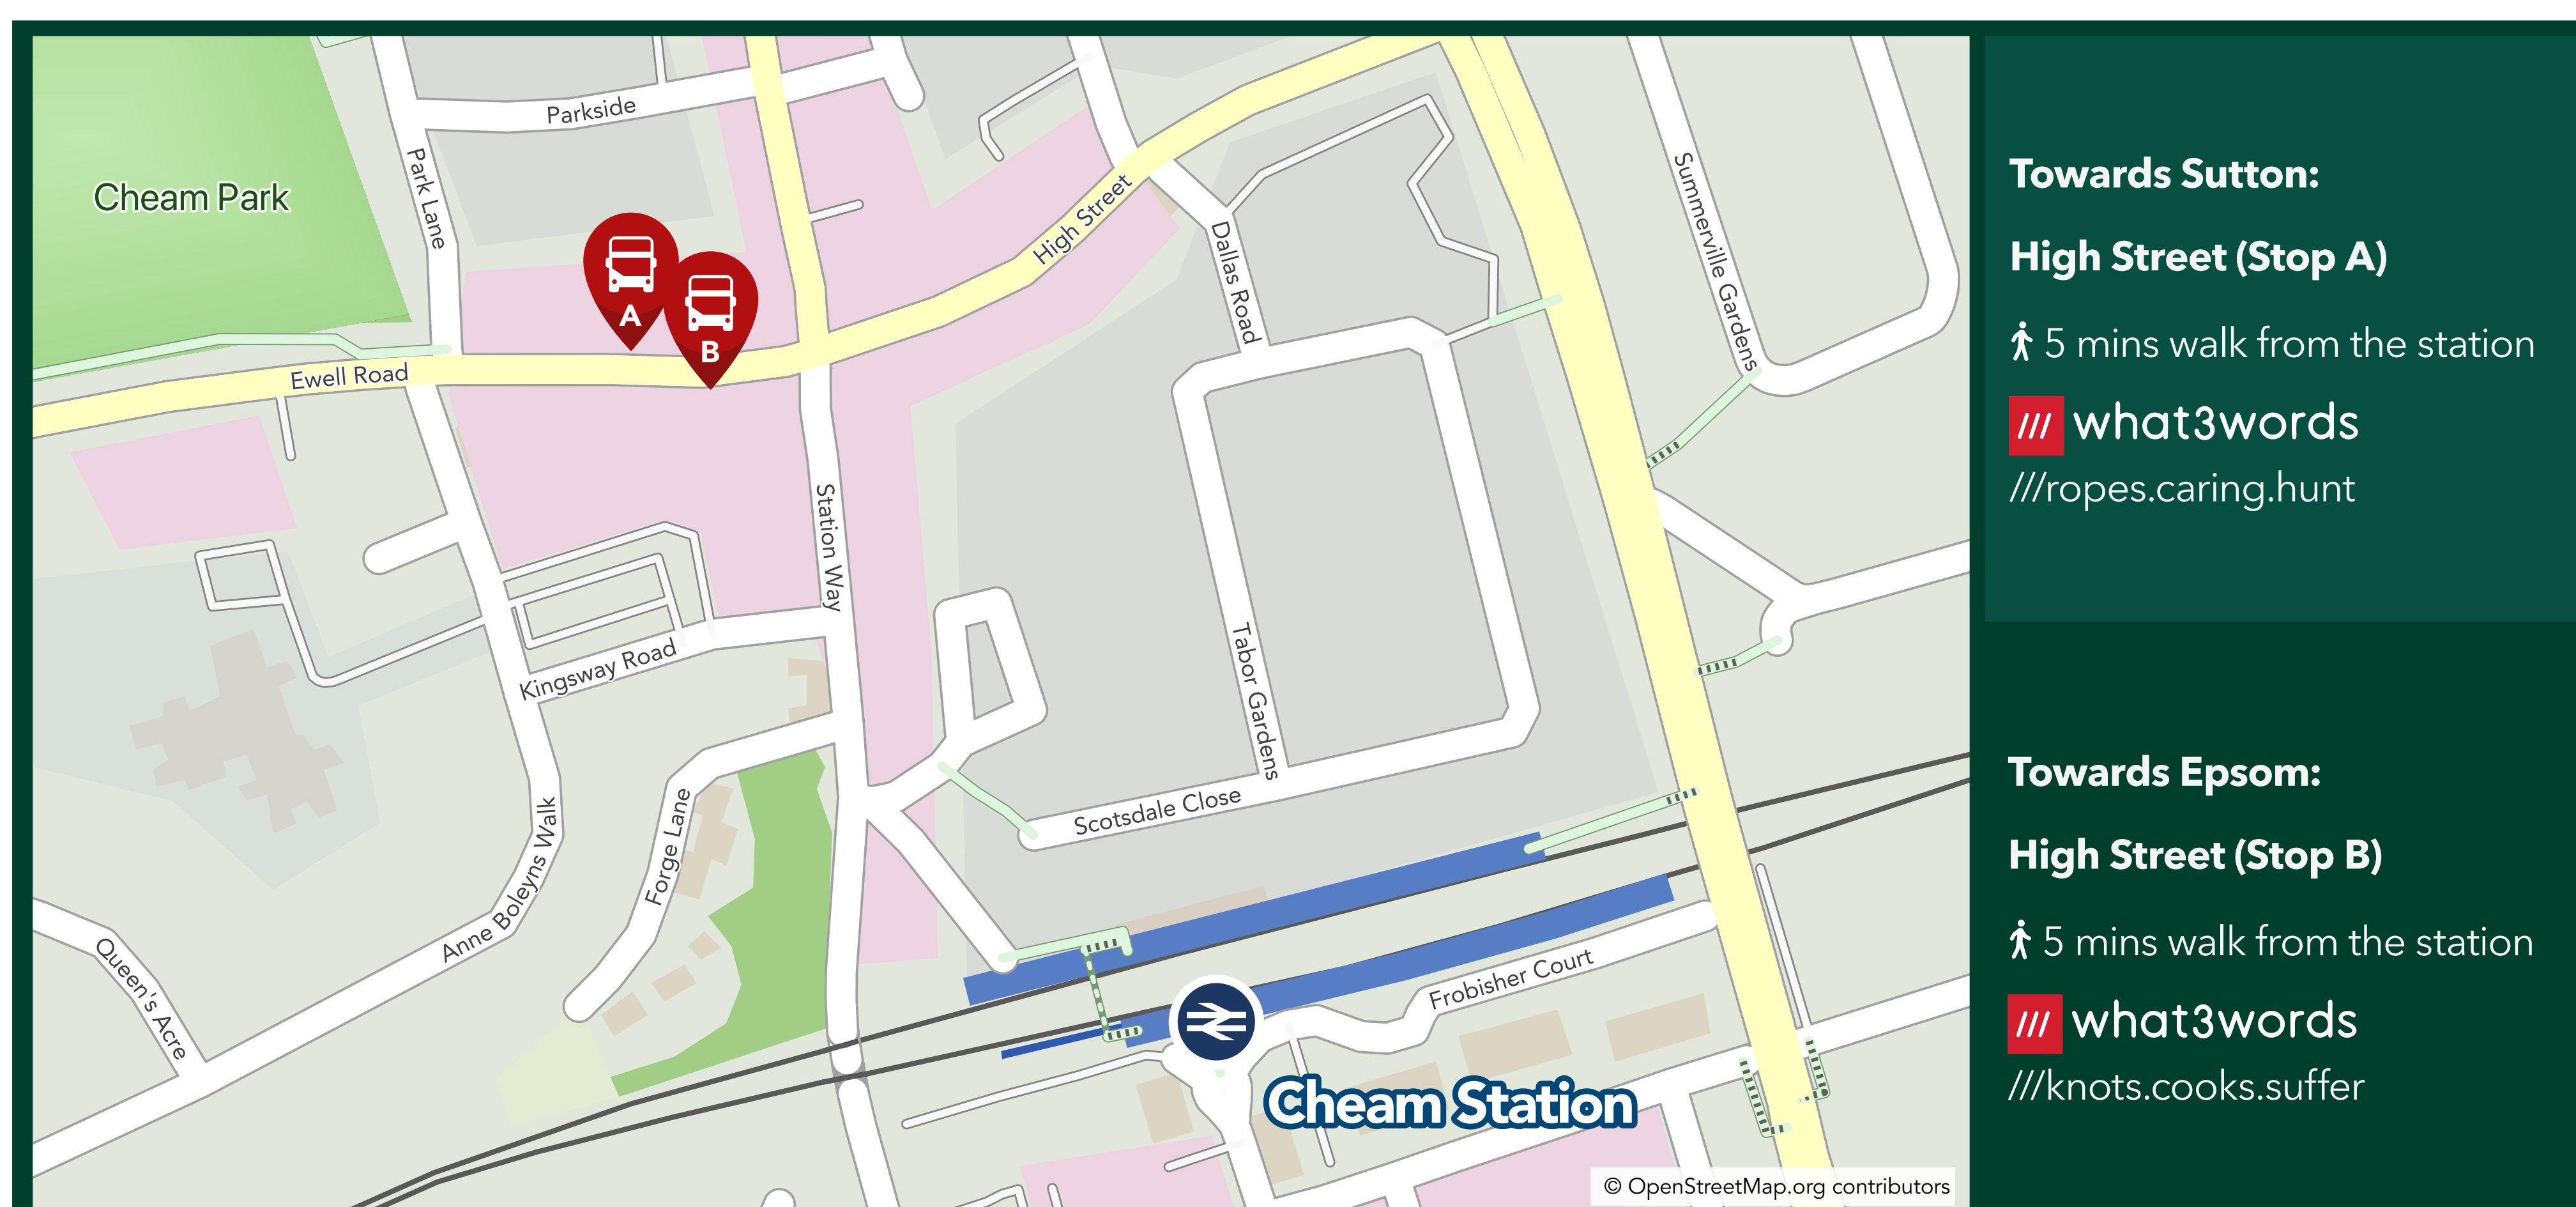 Parkside
Park Lane
Cheam Park
High Street
Dallas Road
Summerville Gardens
A
B
Ewell Road
Station Way
Tabor Gardens
Kingsway Road
Scotsdale Close
Forge Lane
Anne Boleyns Walk
Queen's Acre
Frobisher Court
Cheam Station
© OpenStreetMap.org contributors
Towards Sutton:
High Street (Stop A)
5 mins walk from the station
/// what3words
///ropes.caring.hunt
Towards Epsom:
High Street (Stop B)
5 mins walk from the station
/// what3words
///knots.cooks.suffer